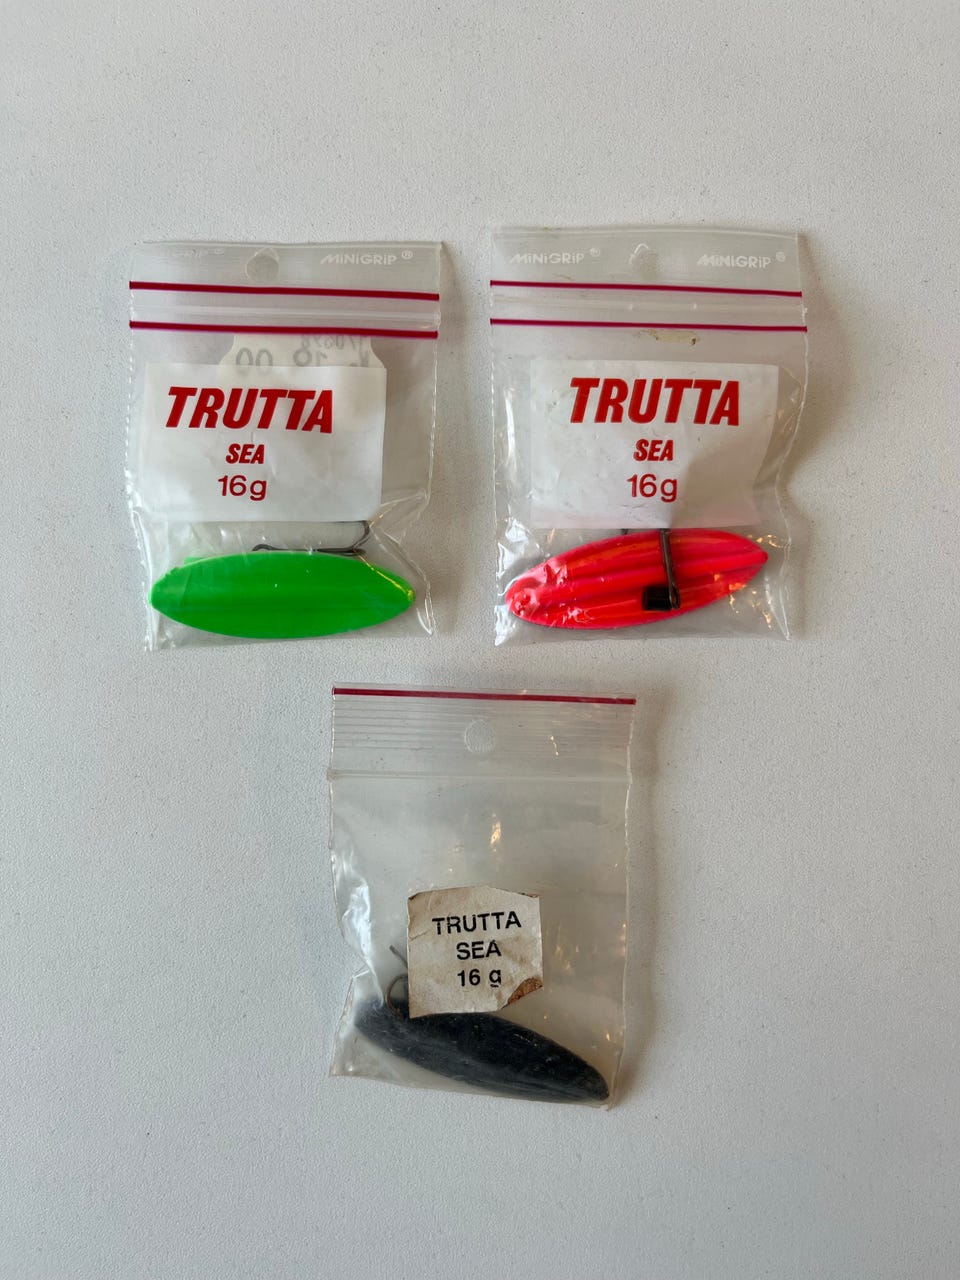 MiNiGRiP ®
TRUTTA
SEA
16g
MiNiGRiP ® MiNiGRiP ®
TRUTTA
SEA
16g
TRUTTA
SEA
16 g